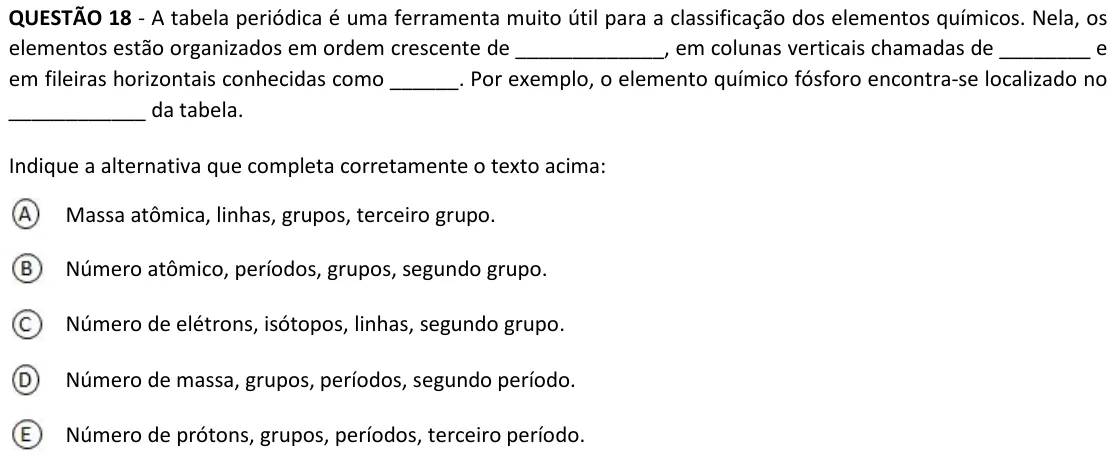 QUESTÃO 18 - A tabela periódica é uma ferramenta muito útil para a classificação dos elementos químicos. Nela, os
elementos estão organizados em ordem crescente de ______________, em colunas verticais chamadas de _________ e
em fileiras horizontais conhecidas como _______. Por exemplo, o elemento químico fósforo encontra-se localizado no
_____________ da tabela.
Indique a alternativa que completa corretamente o texto acima:
A Massa atômica, linhas, grupos, terceiro grupo.
B Número atômico, períodos, grupos, segundo grupo.
C Número de elétrons, isótopos, linhas, segundo grupo.
D Número de massa, grupos, períodos, segundo período.
E Número de prótons, grupos, períodos, terceiro período.